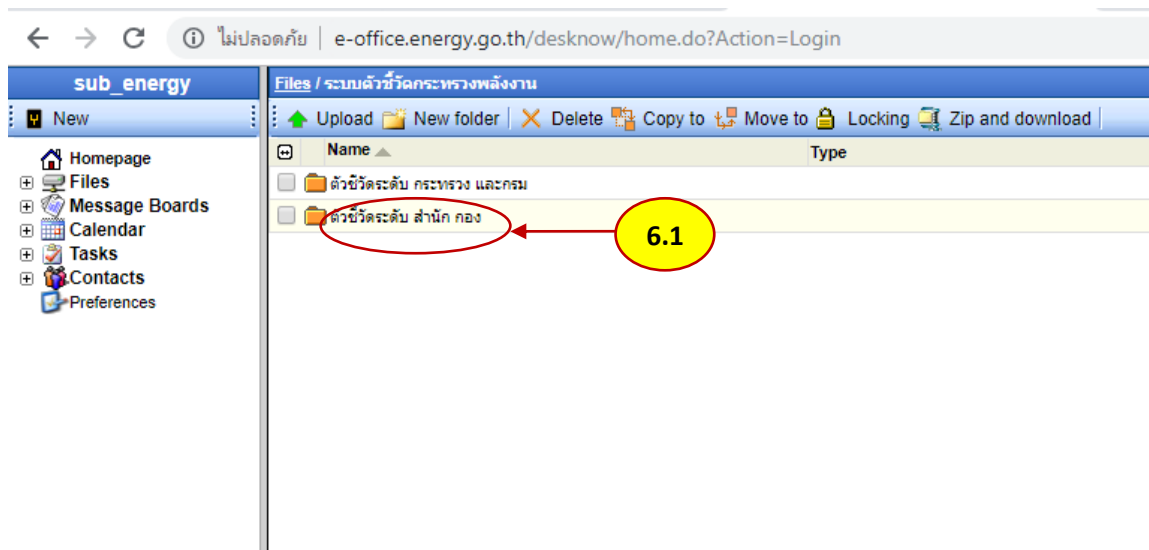 ไม่ปลอดภัย | e-office.energy.go.th/desknow/home.do?Action=Login
sub_energy
Files / ระบบตัวชี้วัดกระทรวงพลังงาน
New
Upload New folder Delete Copy to Move to Locking Zip and download
Name Type
Homepage
Files
Message Boards
Calendar
Tasks
Contacts
Preferences
ตัวชี้วัดระดับ กระทรวง และกรม
ตัวชี้วัดระดับ สำนัก กอง
6.1